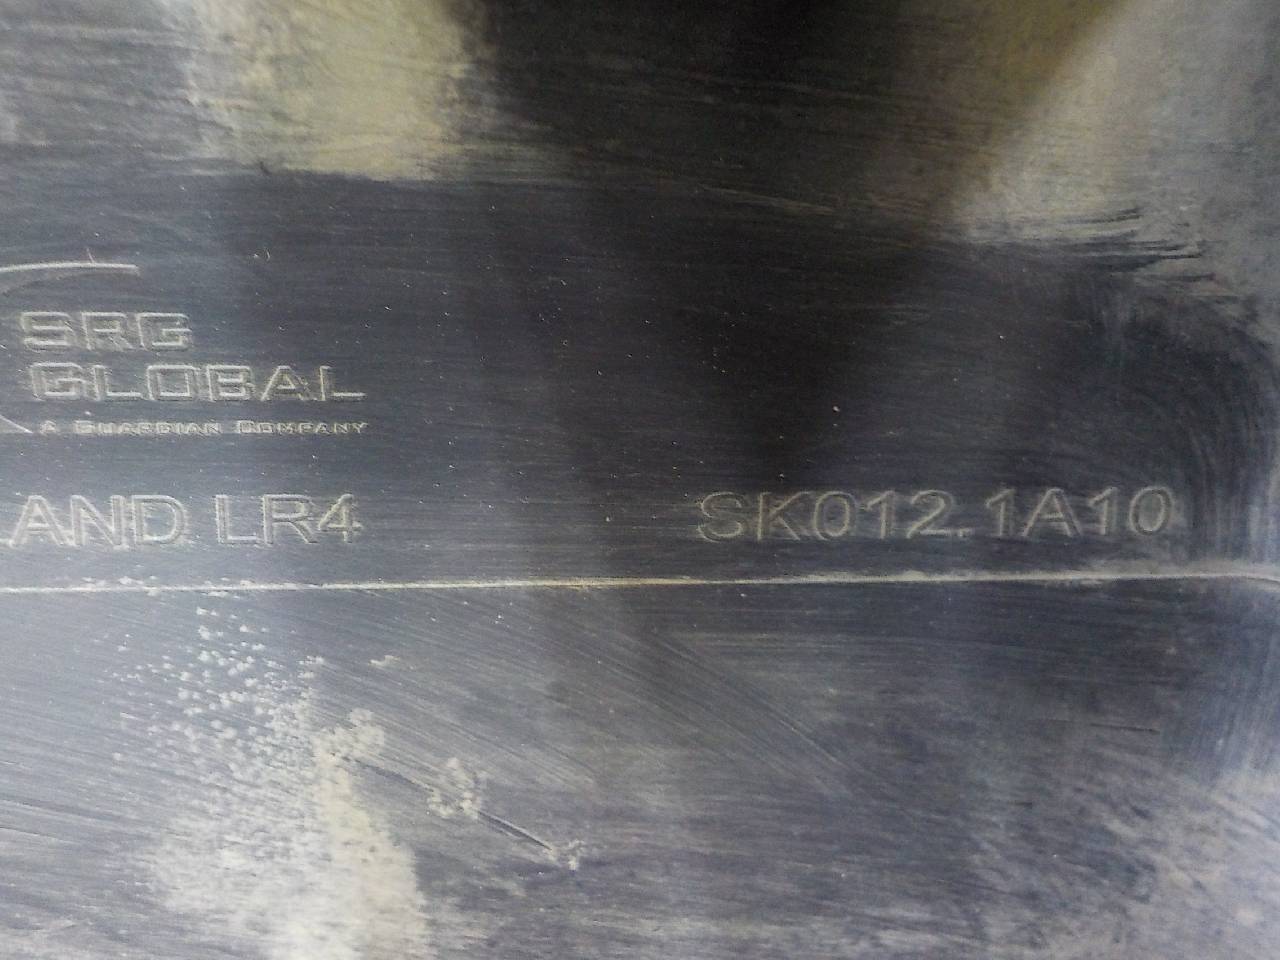 SRG
GLOBAL
A GUARDIAN COMPANY
AND LR4 SK012.1A10